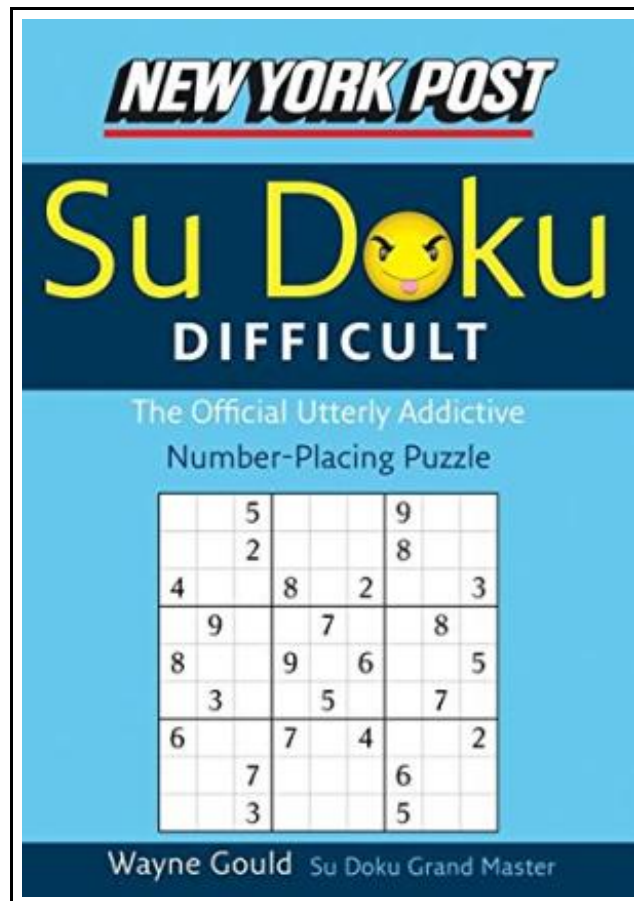 NEW YORK POST
Su Doku
DIFFICULT
The Official Utterly Addictive
Number-Placing Puzzle
5 9
2 8
4 8 2 3
9 7 8
8 9 6 5
3 5 7
6 7 4 2
7 6
3 5
Wayne Gould Su Doku Grand Master